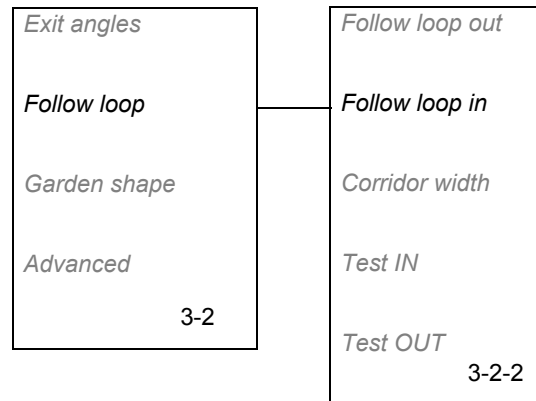 Exit angles
Follow loop
Garden shape
Advanced
3-2
Follow loop out
Follow loop in
Corridor width
Test IN
Test OUT
3-2-2